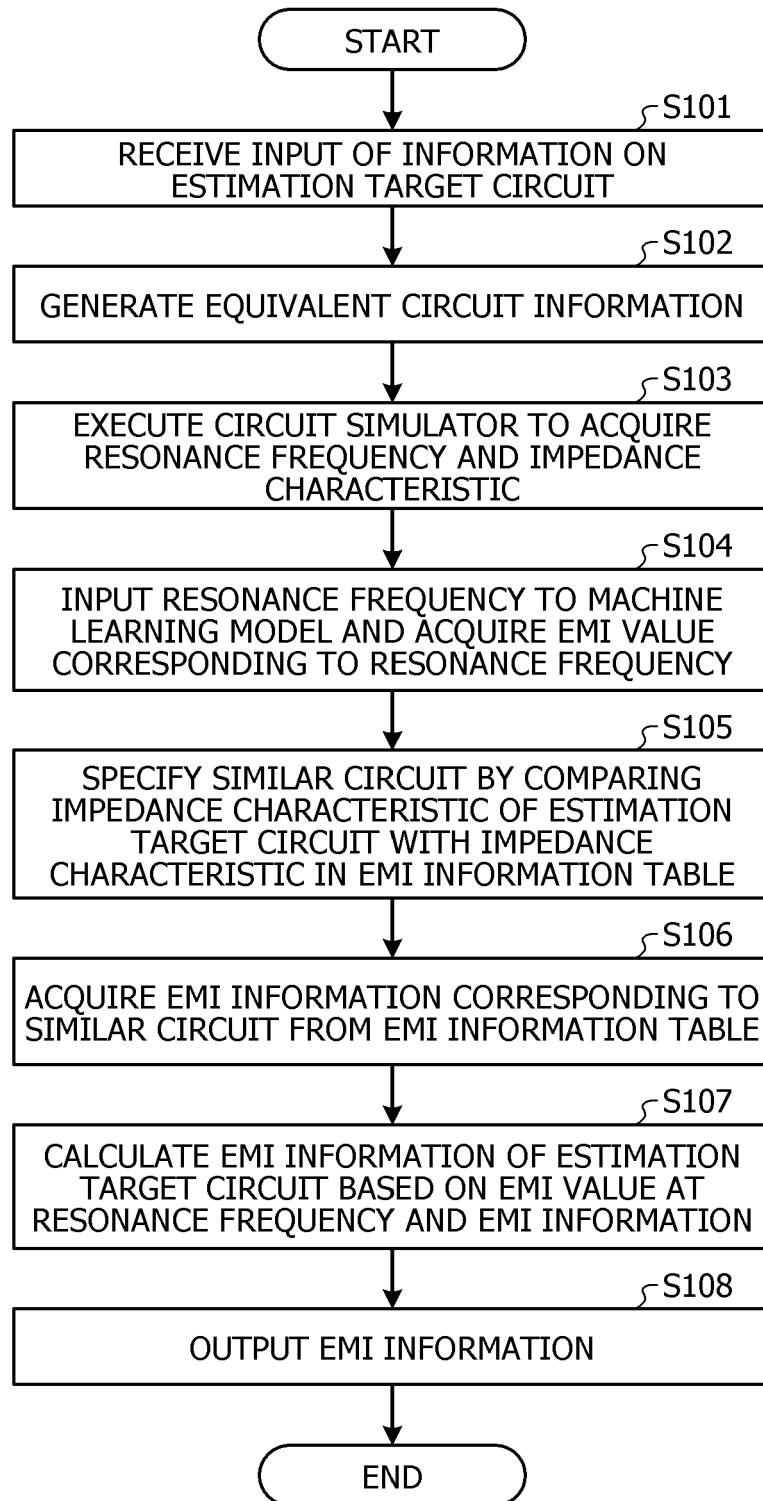 START
S101
RECEIVE INPUT OF INFORMATION ON
ESTIMATION TARGET CIRCUIT
S102
GENERATE EQUIVALENT CIRCUIT INFORMATION
S103
EXECUTE CIRCUIT SIMULATOR TO ACQUIRE
RESONANCE FREQUENCY AND IMPEDANCE
CHARACTERISTIC
S104
INPUT RESONANCE FREQUENCY TO MACHINE
LEARNING MODEL AND ACQUIRE EMI VALUE
CORRESPONDING TO RESONANCE FREQUENCY
S105
SPECIFY SIMILAR CIRCUIT BY COMPARING
IMPEDANCE CHARACTERISTIC OF ESTIMATION
TARGET CIRCUIT WITH IMPEDANCE
CHARACTERISTIC IN EMI INFORMATION TABLE
S106
ACQUIRE EMI INFORMATION CORRESPONDING TO
SIMILAR CIRCUIT FROM EMI INFORMATION TABLE
S107
CALCULATE EMI INFORMATION OF ESTIMATION
TARGET CIRCUIT BASED ON EMI VALUE AT
RESONANCE FREQUENCY AND EMI INFORMATION
S108
OUTPUT EMI INFORMATION
END